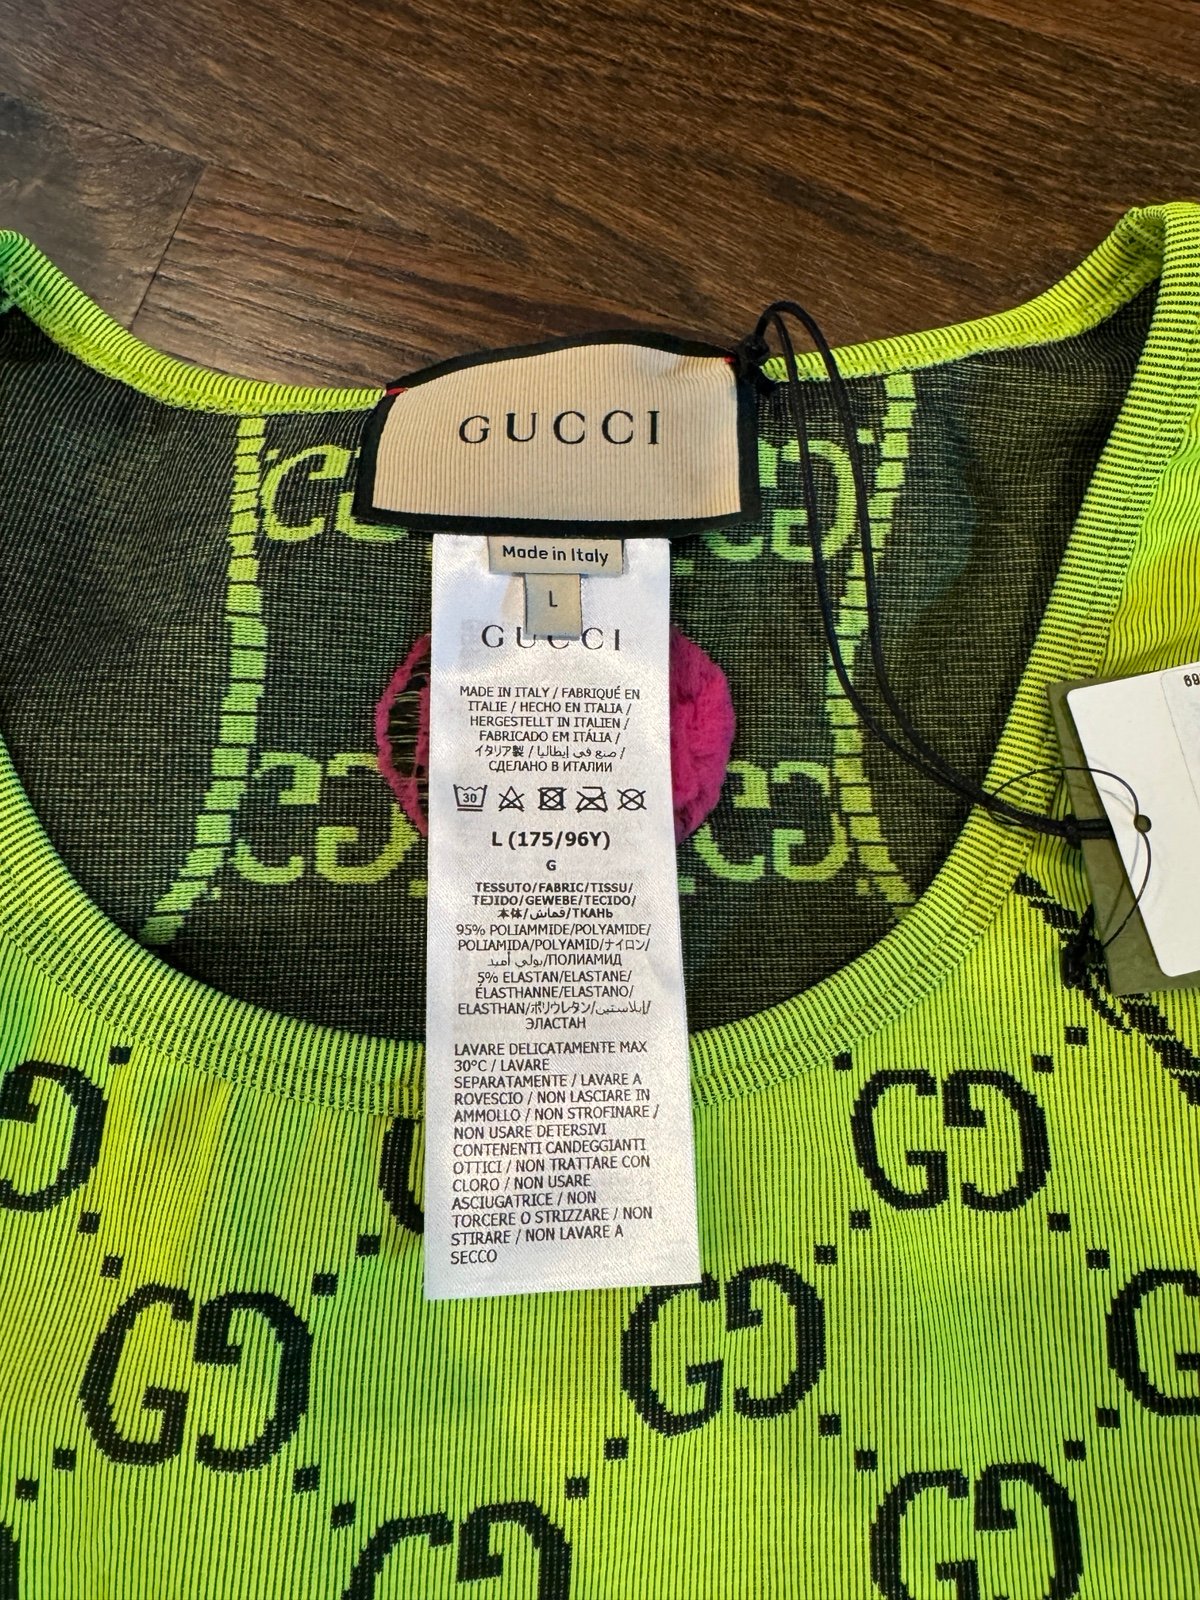 GUCCI
Made in Italy
L
GUCCI
MADE IN ITALY / FABRIQUÉ EN
ITALIE / HECHO EN ITALIA /
HERGESTELLT IN ITALIEN /
FABRICADO EM ITÁLIA /
イタリア製 / صنع في إيطاليا /
СДЕЛАНО В ИТАЛИИ
30
L (175/96Y)
G
TESSUTO/FABRIC/TISSU/
TEJIDO/GEWEBE/TECIDO/
本体/قماش/ТКАНЬ
95% POLIAMMIDE/POLYAMIDE/
POLIAMIDA/POLYAMID/ナイロン/
بولي أميد/ПОЛИАМИД
5% ELASTAN/ELASTANE/
ÉLASTHANNE/ELASTANO/
ELASTHAN/ポリウレタン/إيلاستين/
ЭЛАСТАН
LAVARE DELICATAMENTE MAX
30°C / LAVARE
SEPARATAMENTE / LAVARE A
ROVESCIO / NON LASCIARE IN
AMMOLLO / NON STROFINARE /
NON USARE DETERSIVI
CONTENENTI CANDEGGIANTI
OTTICI / NON TRATTARE CON
CLORO / NON USARE
ASCIUGATRICE / NON
TORCERE O STRIZZARE / NON
STIRARE / NON LAVARE A
SECCO